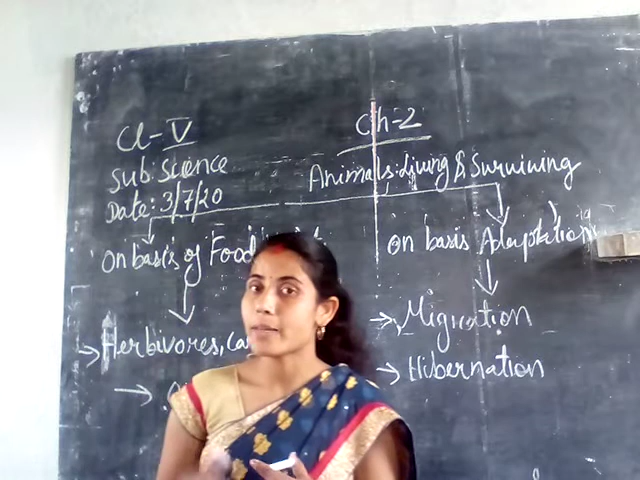 Cl-V
Sub: Science
Date: 3/7/20
Ch-2
Animals: Living & Surviving
On basis of Food
On basis Adaptation
Herbivores,
Migration
Hibernation